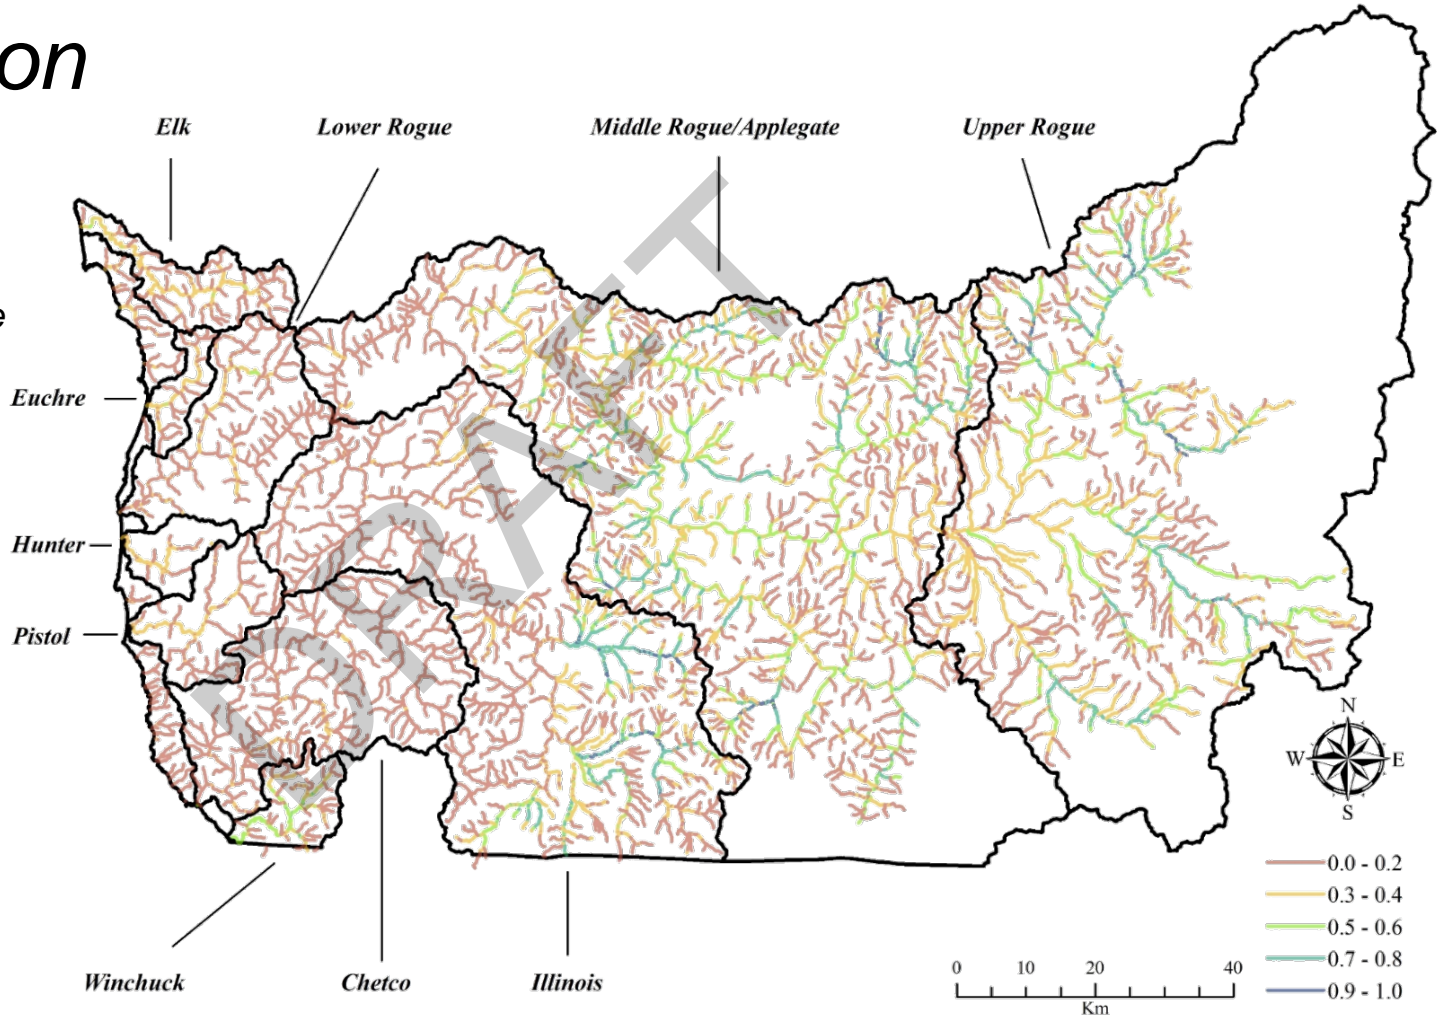 on
Elk
Lower Rogue
Middle Rogue/Applegate
Upper Rogue
e
Euchre
Hunter
Pistol
DRAFT
N
W
E
S
0.0 - 0.2
0.3 - 0.4
0.5 - 0.6
0.7 - 0.8
0.9 - 1.0
0 10 20 40
Km
Winchuck
Chetco
Illinois